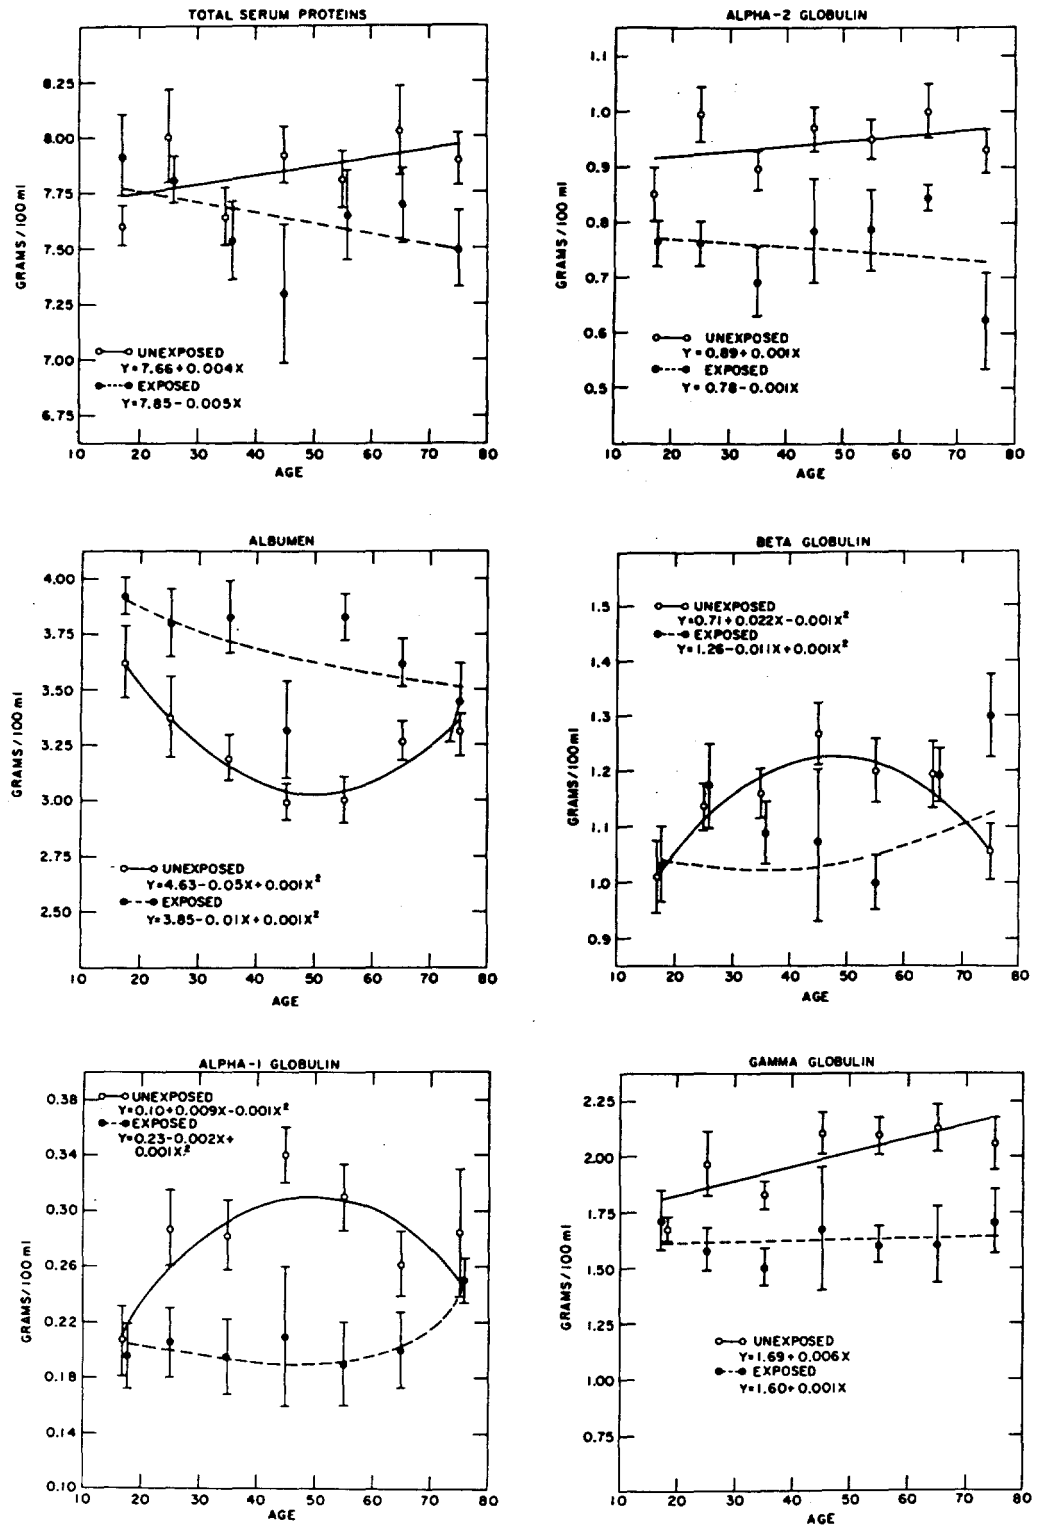 TOTAL SERUM PROTEINS
GRAMS/100 ml
8.25
8.00
7.75
7.50
7.25
7.00
6.75
UNEXPOSED
Y=7.66+0.004X
EXPOSED
Y=7.85-0.005X
10 20 30 40 50 60 70 80
AGE
ALPHA-2 GLOBULIN
GRAMS/100 ml
1.1
1.0
0.9
0.8
0.7
0.6
0.5
UNEXPOSED
Y=0.89+0.001X
EXPOSED
Y=0.78-0.001X
10 20 30 40 50 60 70 80
AGE
ALBUMEN
GRAMS/100 ml
4.00
3.75
3.50
3.25
3.00
2.75
2.50
UNEXPOSED
Y=4.63-0.05X+0.001X²
EXPOSED
Y=3.85-0.01X+0.001X²
10 20 30 40 50 60 70 80
AGE
BETA GLOBULIN
GRAMS/100ml
1.5
1.4
1.3
1.2
1.1
1.0
0.9
UNEXPOSED
Y=0.71+0.022X-0.001X²
EXPOSED
Y=1.26-0.011X+0.001X²
10 20 30 40 50 60 70 80
AGE
ALPHA-1 GLOBULIN
GRAMS/100 ml
0.38
0.34
0.30
0.26
0.22
0.18
0.14
0.10
UNEXPOSED
Y=0.10+0.009X-0.001X²
EXPOSED
Y=0.23-0.002X+
0.001X²
10 20 30 40 50 60 70 80
AGE
GAMMA GLOBULIN
GRAMS/100 ml
2.25
2.00
1.75
1.50
1.25
1.00
0.75
UNEXPOSED
Y=1.69+0.006X
EXPOSED
Y=1.60+0.001X
10 20 30 40 50 60 70 80
AGE